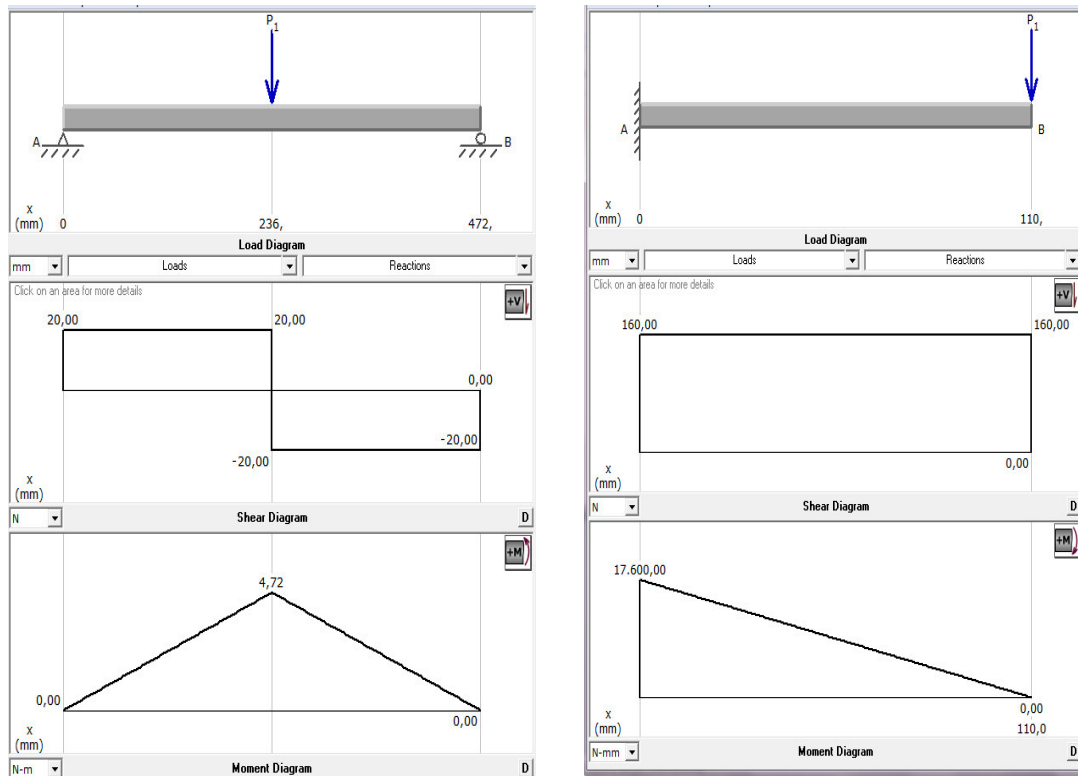 P1
A
B
x
(mm) 0 236, 472,
Load Diagram
mm Loads Reactions
Click on an area for more details
+V
20,00 20,00
0,00
-20,00
-20,00
x
(mm)
N Shear Diagram D
+M
4,72
0,00
0,00
x
(mm)
N-m Moment Diagram D
P1
A
B
x
(mm) 0 110,
Load Diagram
mm Loads Reactions
Click on an area for more details
+V
160,00 160,00
0,00
x
(mm)
N Shear Diagram D
+M
17.600,00
0,00
x
(mm) 110,0
N-mm Moment Diagram D